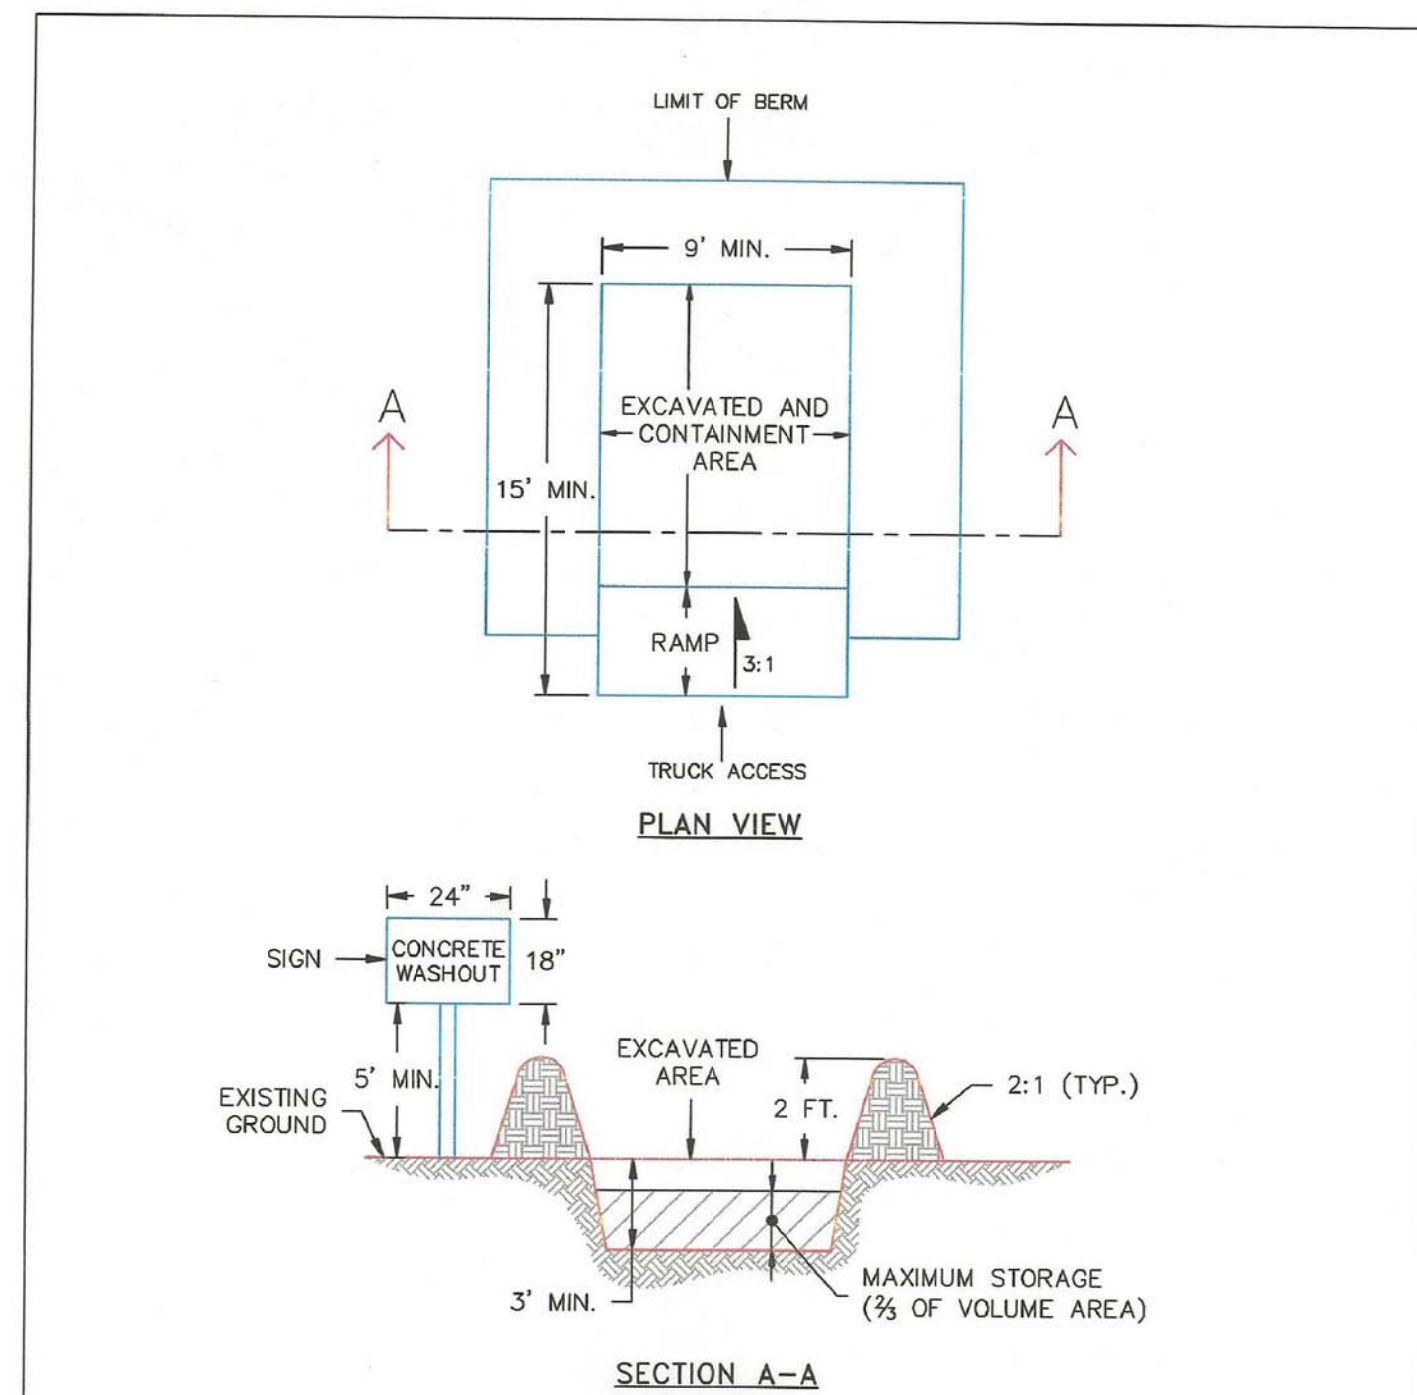 LIMIT OF BERM
9' MIN.
A
A
EXCAVATED AND
CONTAINMENT
AREA
15' MIN.
RAMP
3:1
TRUCK ACCESS
PLAN VIEW
24"
SIGN
CONCRETE
WASHOUT
18"
5' MIN.
EXCAVATED
AREA
2 FT.
2:1 (TYP.)
EXISTING
GROUND
3' MIN.
MAXIMUM STORAGE
(⅔ OF VOLUME AREA)
SECTION A-A